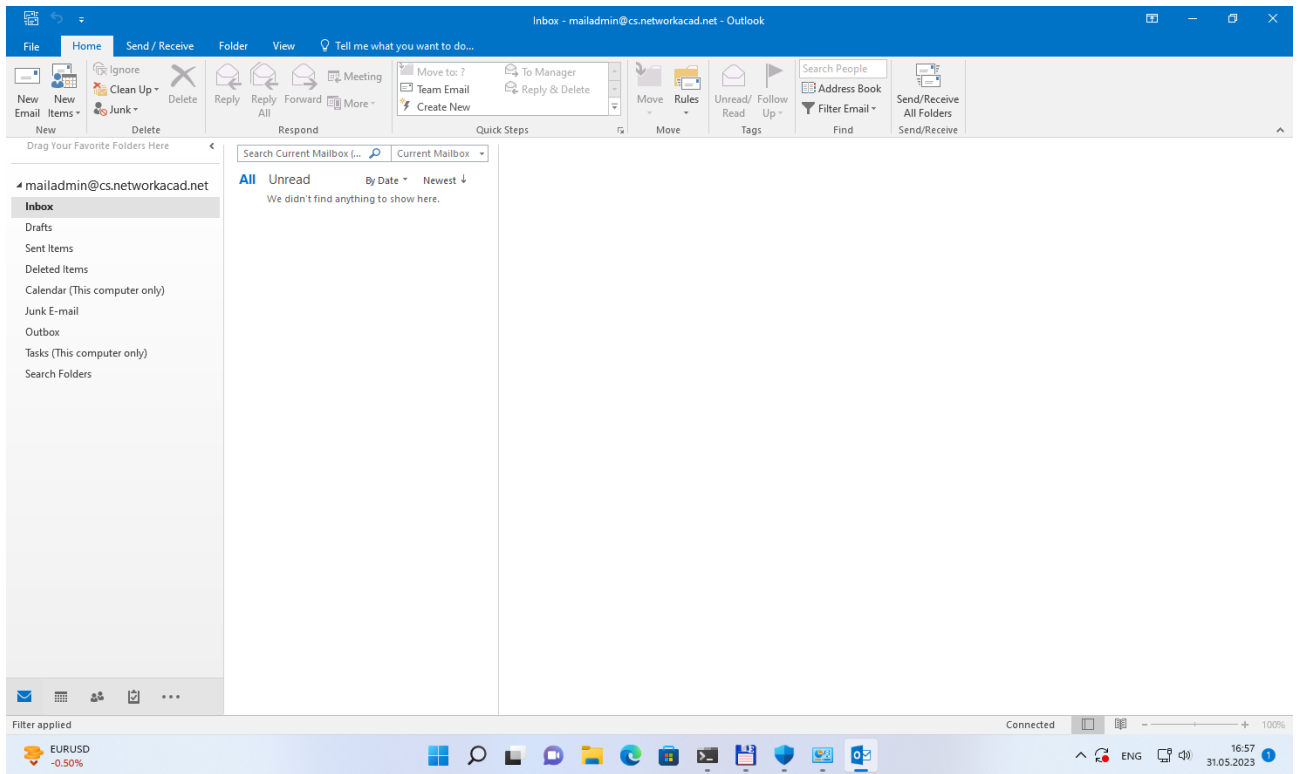 Inbox - mailadmin@cs.networkacad.net - Outlook
File Home Send / Receive Folder View Tell me what you want to do...
New Email
New Items
Ignore
Clean Up
Junk
Delete
Reply
Reply All
Forward
Meeting
More
Move to: ?
Team Email
Create New
To Manager
Reply & Delete
Move
Rules
Unread/ Read
Follow Up
Search People
Address Book
Filter Email
Send/Receive All Folders
New Delete Respond Quick Steps Move Tags Find Send/Receive
Drag Your Favorite Folders Here
mailadmin@cs.networkacad.net
Inbox
Drafts
Sent Items
Deleted Items
Calendar (This computer only)
Junk E-mail
Outbox
Tasks (This computer only)
Search Folders
Search Current Mailbox (... Current Mailbox
All Unread By Date Newest ↓
We didn't find anything to show here.
Filter applied
Connected
100%
EURUSD
-0.50%
ENG
16:57
31.05.2023
1